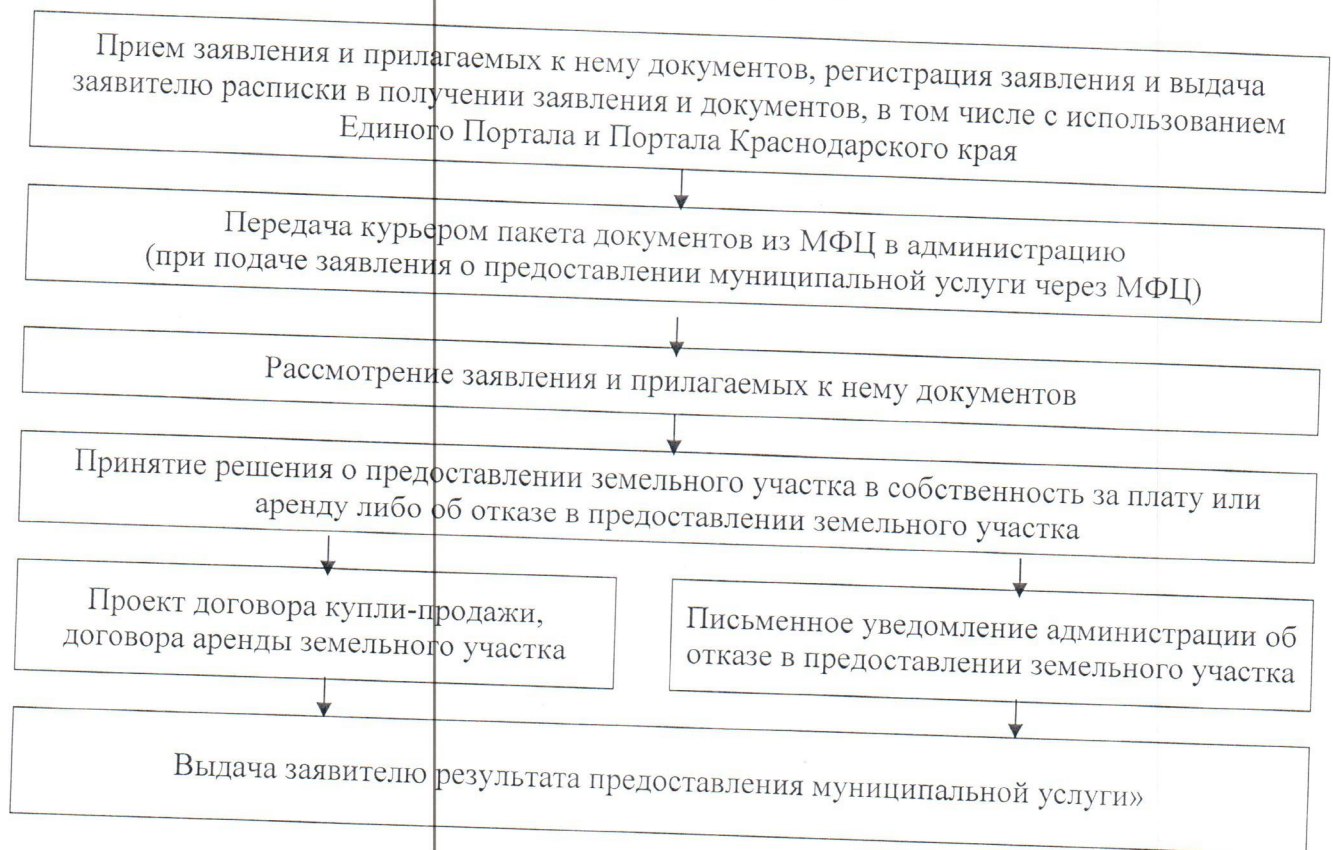 Прием заявления и прилагаемых к нему документов, регистрация заявления и выдача
заявителю расписки в получении заявления и документов, в том числе с использованием
Единого Портала и Портала Краснодарского края
Передача курьером пакета документов из МФЦ в администрацию
(при подаче заявления о предоставлении муниципальной услуги через МФЦ)
Рассмотрение заявления и прилагаемых к нему документов
Принятие решения о предоставлении земельного участка в собственность за плату или
аренду либо об отказе в предоставлении земельного участка
Проект договора купли-продажи,
договора аренды земельного участка
Письменное уведомление администрации об
отказе в предоставлении земельного участка
Выдача заявителю результата предоставления муниципальной услуги»